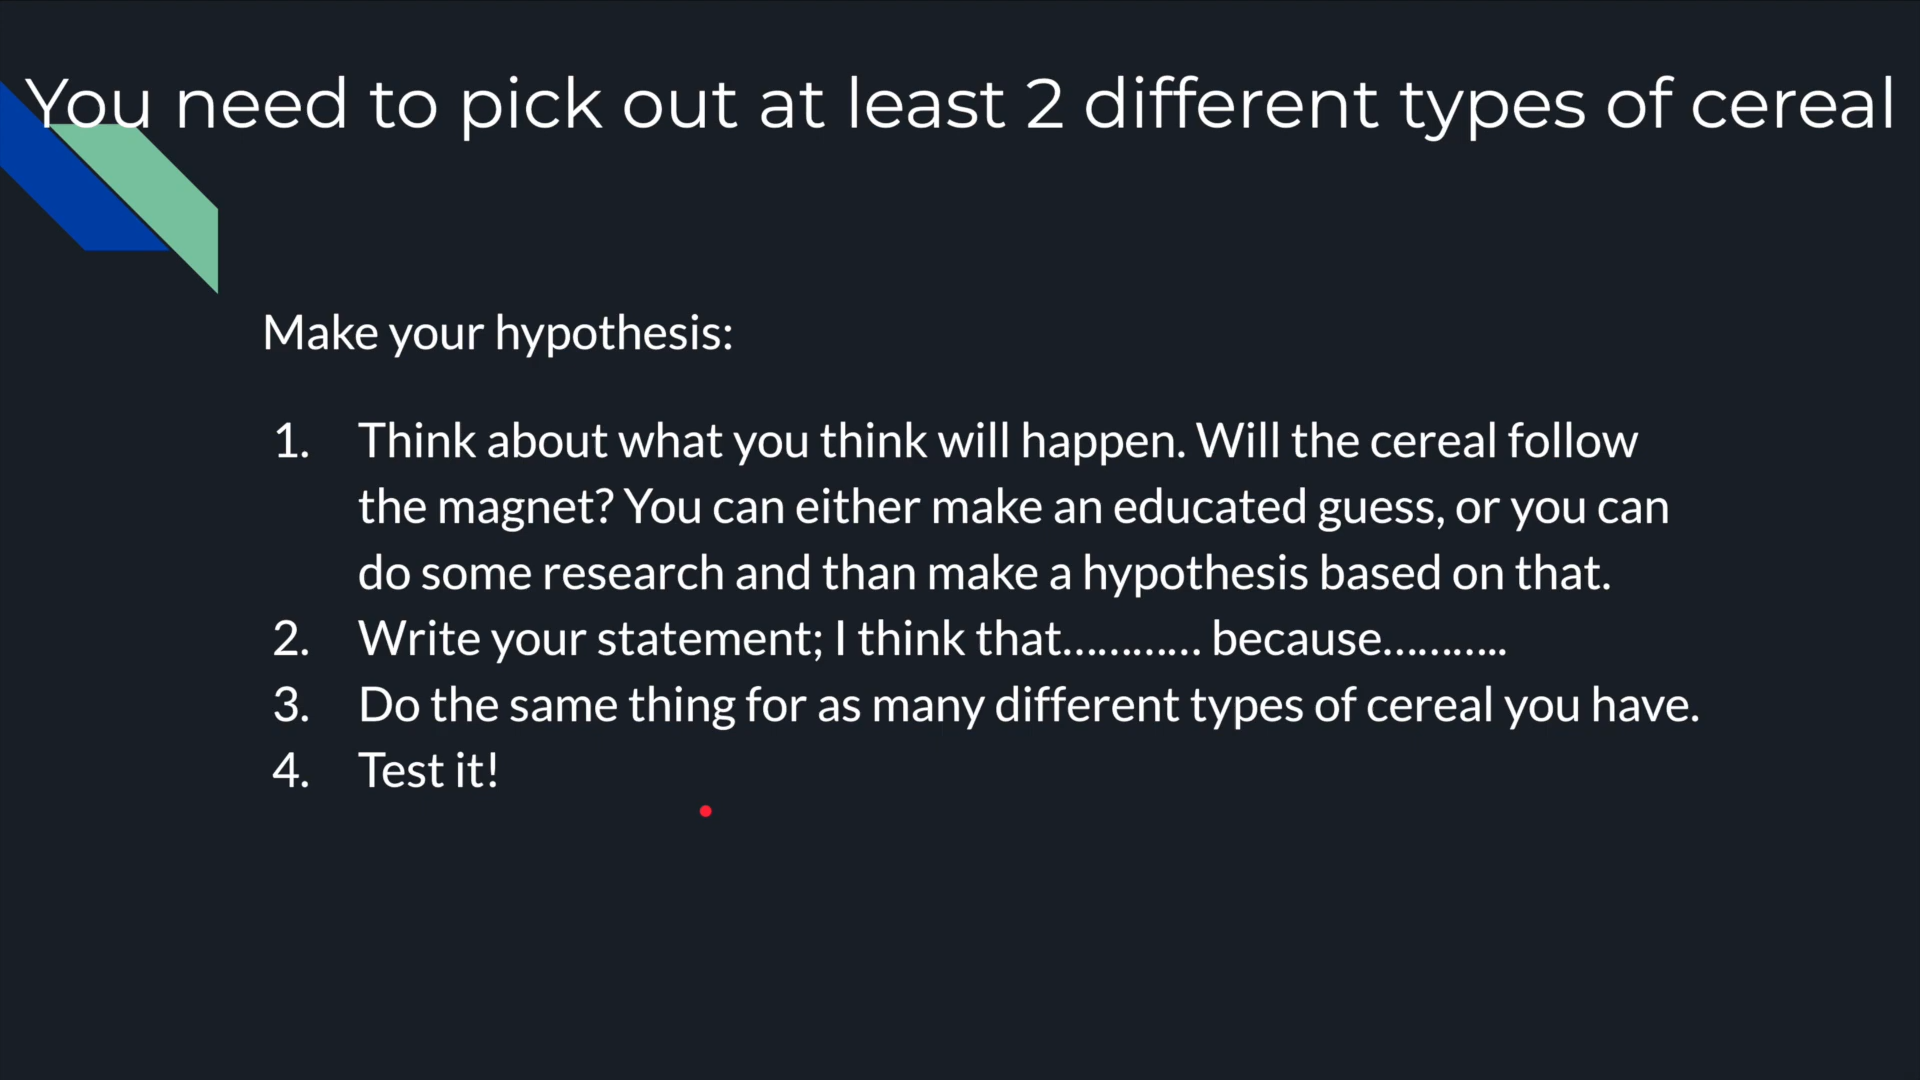 You need to pick out at least 2 different types of cereal
Make your hypothesis:
1. Think about what you think will happen. Will the cereal follow
the magnet? You can either make an educated guess, or you can
do some research and than make a hypothesis based on that.
2. Write your statement; I think that………… because………..
3. Do the same thing for as many different types of cereal you have.
4. Test it!